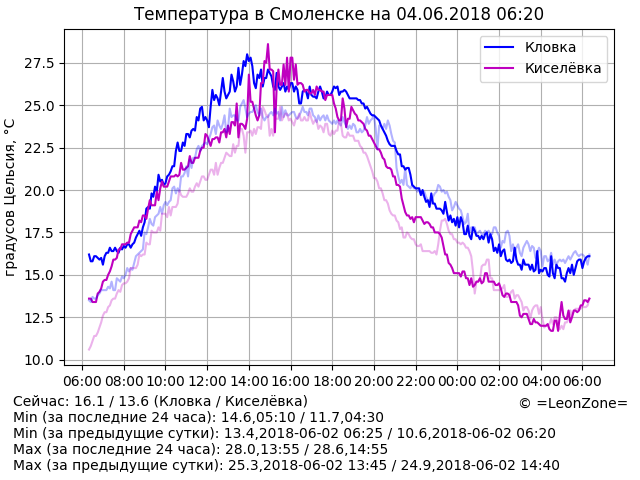 Температура в Смоленске на 04.06.2018 06:20
Кловка
Киселёвка
градусов Цельсия, °C
27.5
25.0
22.5
20.0
17.5
15.0
12.5
10.0
06:00 08:00 10:00 12:00 14:00 16:00 18:00 20:00 22:00 00:00 02:00 04:00 06:00
Сейчас: 16.1 / 13.6 (Кловка / Киселёвка)
© =LeonZone=
Min (за последние 24 часа): 14.6,05:10 / 11.7,04:30
Min (за предыдущие сутки): 13.4,2018-06-02 06:25 / 10.6,2018-06-02 06:20
Max (за последние 24 часа): 28.0,13:55 / 28.6,14:55
Max (за предыдущие сутки): 25.3,2018-06-02 13:45 / 24.9,2018-06-02 14:40